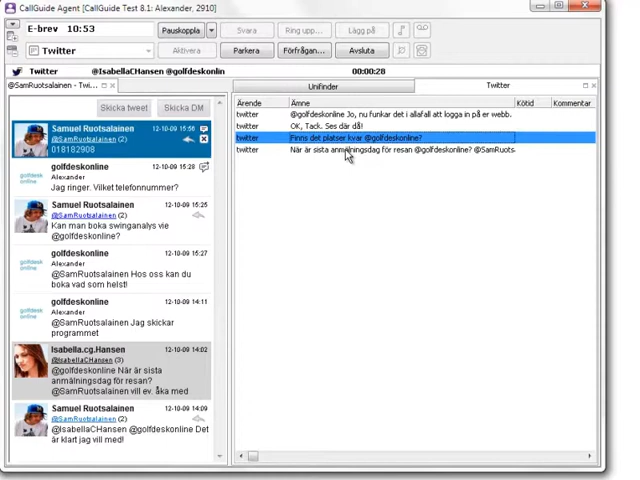 CallGuide Agent [CallGuide Test 8.1: Alexander, 2910]
E-brev 10:53
Pauskoppla
Svara
Ring upp...
Lägg på
Twitter
Aktivera
Parkera
Förfrågan...
Avsluta
Twitter @IsabellaCHansen @golfdeskonlin 00:00:28
@SamRuotsalainen - Twi...
Unifinder
Twitter
Skicka tweet
Skicka DM
Ärende Ämne Kötid Kommentar
twitter @golfdeskonline Jo, nu funkar det i allafall att logga in på er webb.
twitter OK, Tack. Ses där då!
twitter Finns det platser kvar @golfdeskonline?
twitter När är sista anmälningsdag för resan @golfdeskonline? @SamRuots
Samuel Ruotsalainen 12-10-09 15:56
@SamRuotsalainen (2)
018182908
golfdeskonline 12-10-09 15:28
Alexander
Jag ringer. Vilket telefonnummer?
Samuel Ruotsalainen 12-10-09 15:25
@SamRuotsalainen (2)
Kan man boka swinganalys via
@golfdeskonline?
golfdeskonline 12-10-09 15:27
Alexander
@SamRuotsalainen Hos oss kan du
boka vad som helst!
golfdeskonline 12-10-09 14:11
Alexander
@SamRuotsalainen Jag skickar
programmet
Isabella.cg.Hansen 12-10-09 14:02
@IsabellaCHansen (3)
@golfdeskonline När är sista
anmälningsdag för resan?
@SamRuotsalainen vill ev. åka med
Samuel Ruotsalainen 12-10-09 14:09
@SamRuotsalainen (2)
@IsabellaCHansen @golfdeskonline Det
är klart jag vill med!